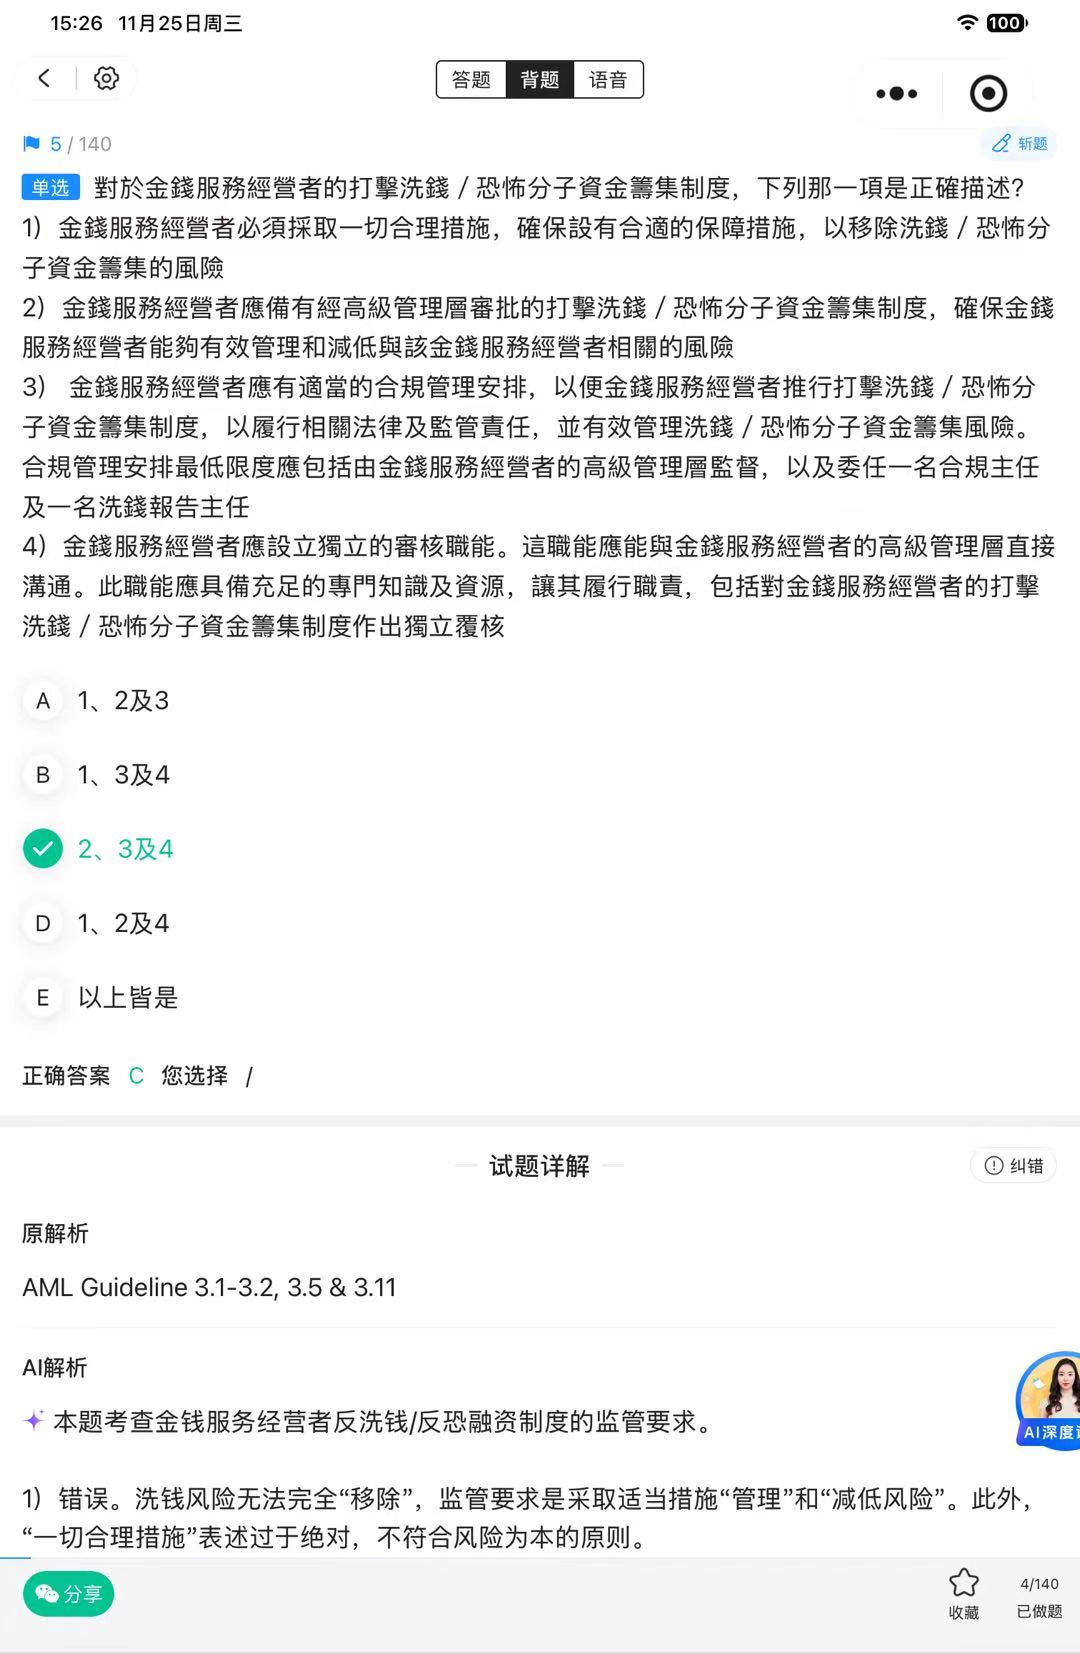 15:26 11月25日周三
100
答题 背题 语音
5 / 140
斩题
单选 對於金錢服務經營者的打擊洗錢 / 恐怖分子資金籌集制度，下列那一項是正確描述？
1）金錢服務經營者必須採取一切合理措施，確保設有合適的保障措施，以移除洗錢 / 恐怖分
子資金籌集的風險
2）金錢服務經營者應備有經高級管理層審批的打擊洗錢 / 恐怖分子資金籌集制度，確保金錢
服務經營者能夠有效管理和減低與該金錢服務經營者相關的風險
3） 金錢服務經營者應有適當的合規管理安排，以便金錢服務經營者推行打擊洗錢 / 恐怖分
子資金籌集制度，以履行相關法律及監管責任，並有效管理洗錢 / 恐怖分子資金籌集風險。
合規管理安排最低限度應包括由金錢服務經營者的高級管理層監督，以及委任一名合規主任
及一名洗錢報告主任
4）金錢服務經營者應設立獨立的審核職能。這職能應能與金錢服務經營者的高級管理層直接
溝通。此職能應具備充足的專門知識及資源，讓其履行職責，包括對金錢服務經營者的打擊
洗錢 / 恐怖分子資金籌集制度作出獨立覆核
A 1、2及3
B 1、3及4
2、3及4
D 1、2及4
E 以上皆是
正确答案 C 您选择 /
试题详解
纠错
原解析
AML Guideline 3.1-3.2, 3.5 & 3.11
AI解析
本题考查金钱服务经营者反洗钱/反恐融资制度的监管要求。
AI深度
1）错误。洗钱风险无法完全“移除”，监管要求是采取适当措施“管理”和“减低风险”。此外，
“一切合理措施”表述过于绝对，不符合风险为本的原则。
分享
收藏
4/140
已做题